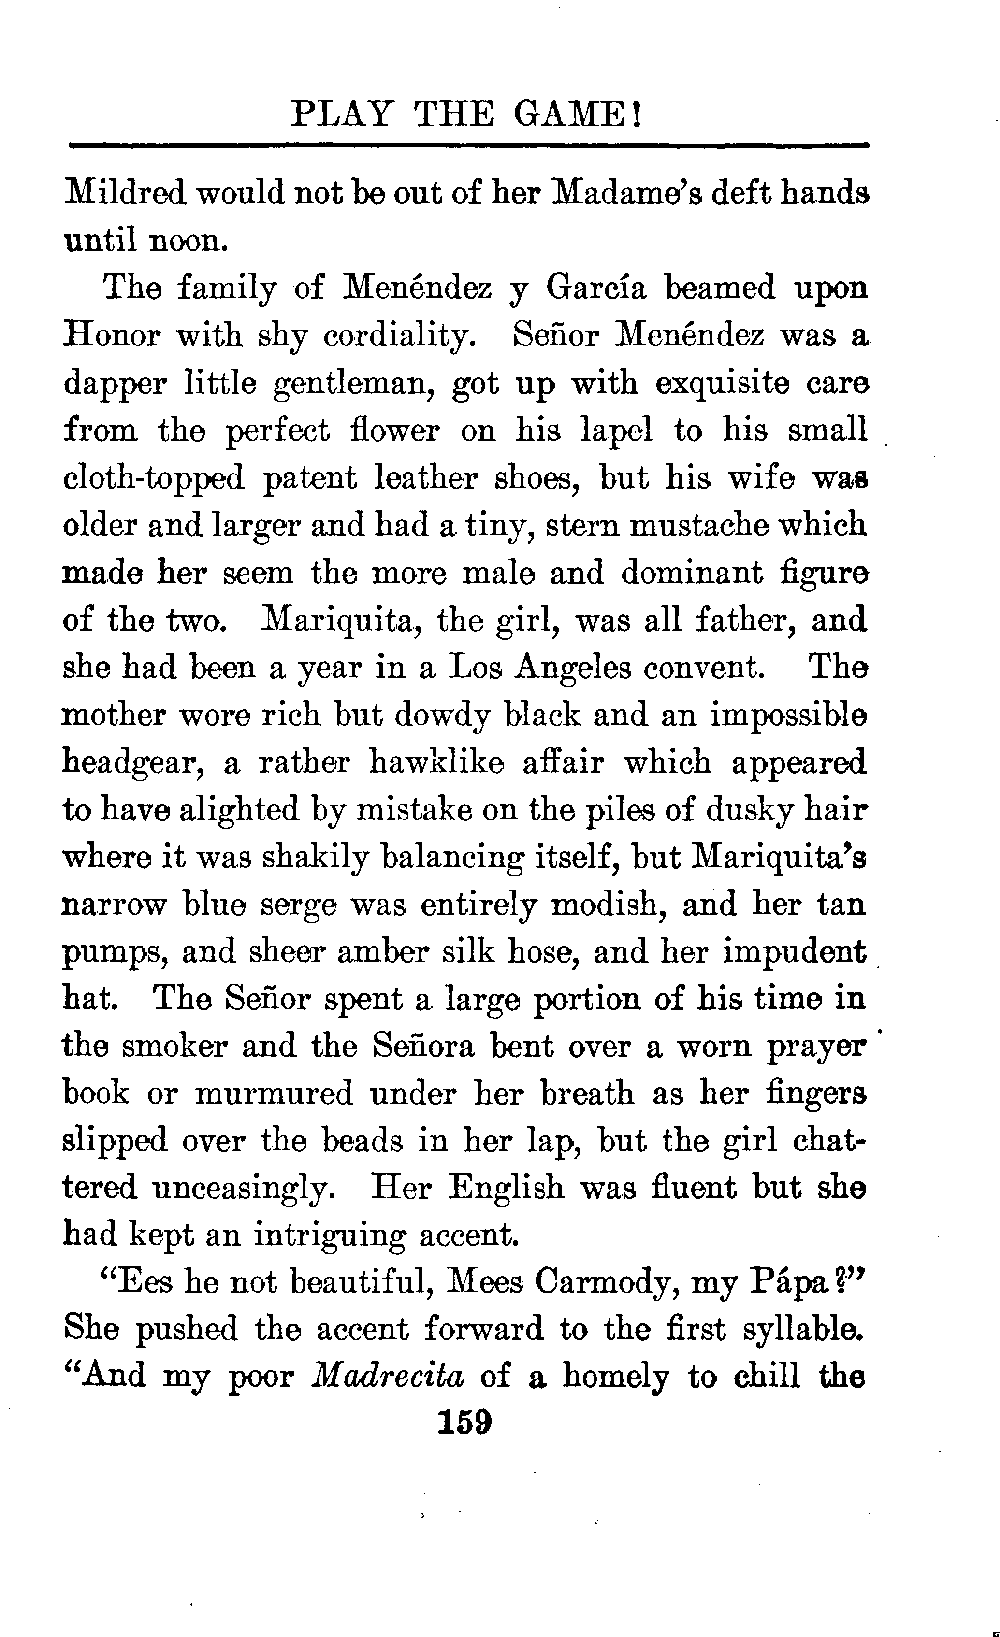 PLAY THE GAME!
Mildred would not be out of her Madame's deft hands
until noon.
The family of Menéndez y García beamed upon
Honor with shy cordiality. Señor Menéndez was a
dapper little gentleman, got up with exquisite care
from the perfect flower on his lapel to his small
cloth-topped patent leather shoes, but his wife was
older and larger and had a tiny, stern mustache which
made her seem the more male and dominant figure
of the two. Mariquita, the girl, was all father, and
she had been a year in a Los Angeles convent. The
mother wore rich but dowdy black and an impossible
headgear, a rather hawklike affair which appeared
to have alighted by mistake on the piles of dusky hair
where it was shakily balancing itself, but Mariquita's
narrow blue serge was entirely modish, and her tan
pumps, and sheer amber silk hose, and her impudent
hat. The Señor spent a large portion of his time in
the smoker and the Señora bent over a worn prayer
book or murmured under her breath as her fingers
slipped over the beads in her lap, but the girl chat-
tered unceasingly. Her English was fluent but she
had kept an intriguing accent.
"Ees he not beautiful, Mees Carmody, my Pápa?"
She pushed the accent forward to the first syllable.
"And my poor Madrecita of a homely to chill the
159